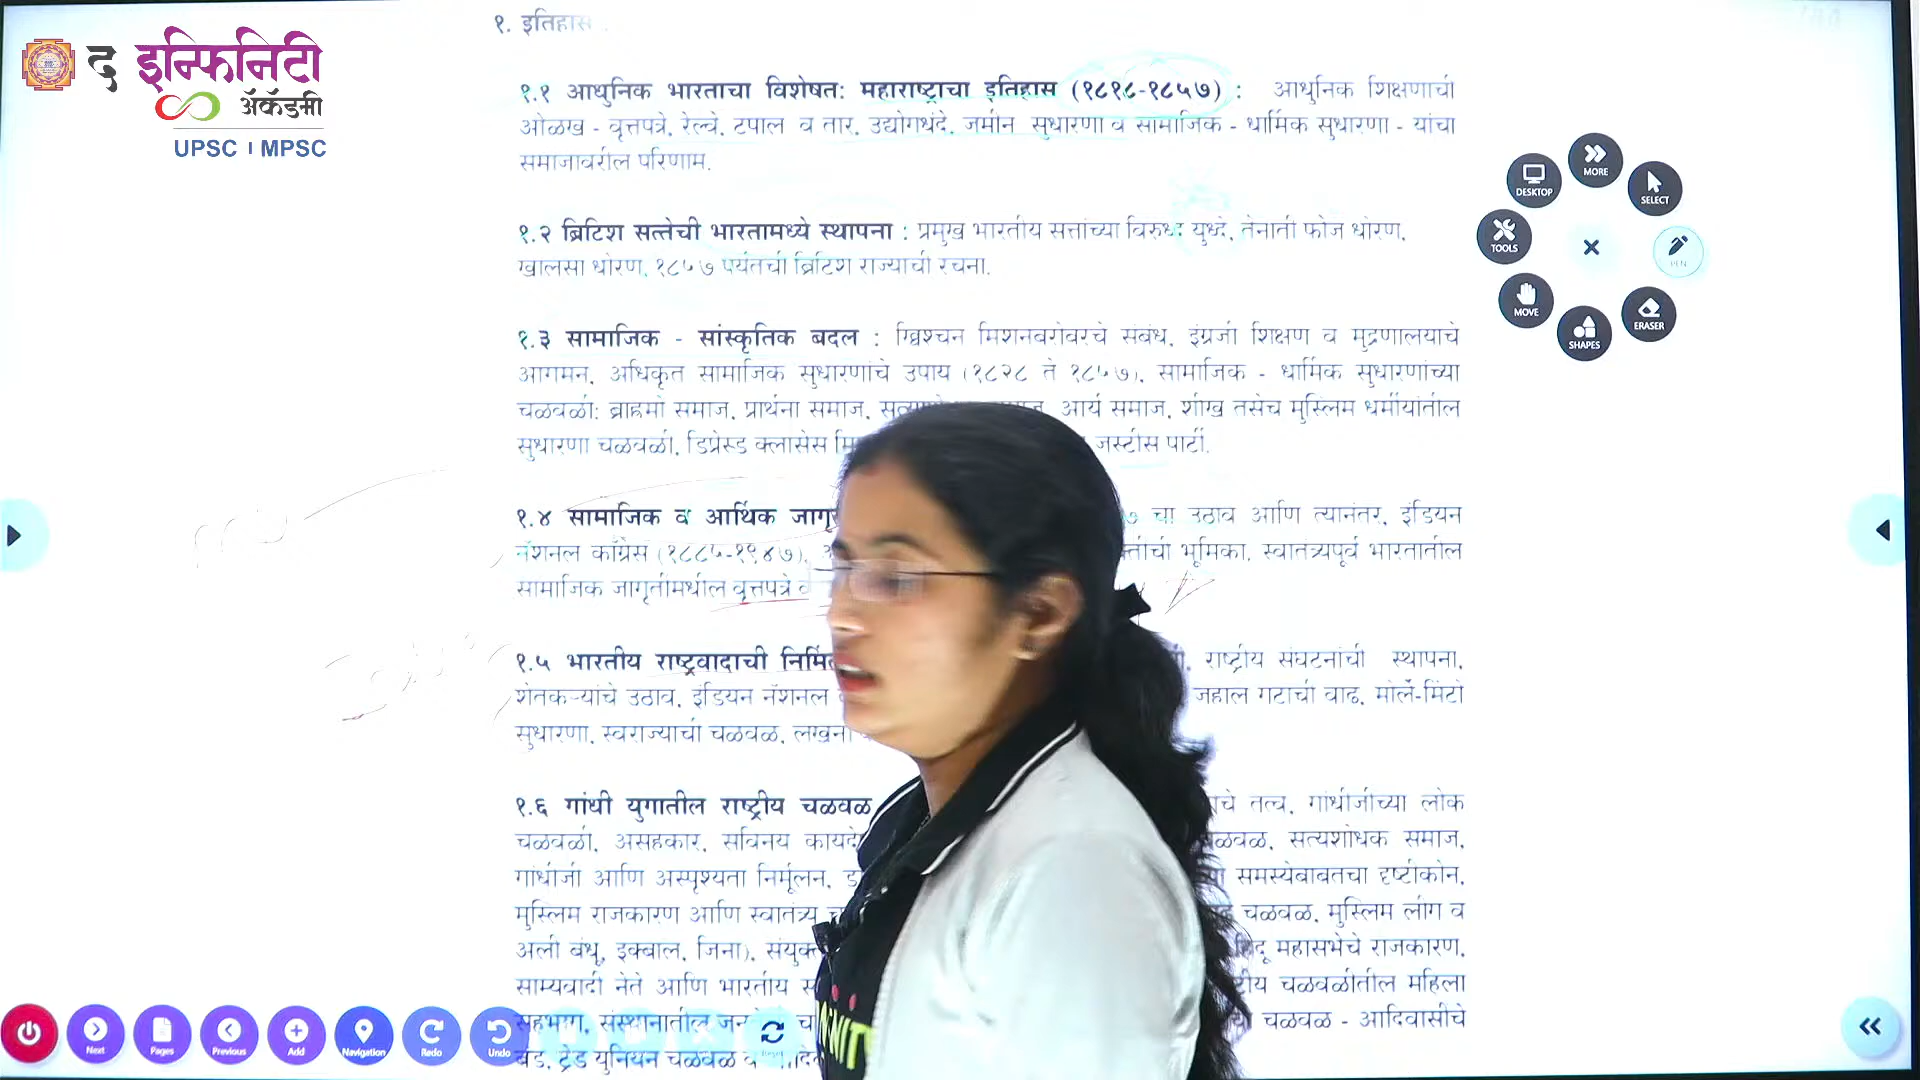 द इन्फिनिटी
ॲकॅडमी
UPSC | MPSC
१. इतिहास
१.१ आधुनिक भारताचा विशेषत: महाराष्ट्राचा इतिहास (१८१८-१८५७) : आधुनिक शिक्षणाची
ओळख - वृत्तपत्रे, रेल्वे, टपाल व तार, उद्योगधंदे, जमीन सुधारणा व सामाजिक - धार्मिक सुधारणा - यांचा
समाजावरील परिणाम.
१.२ ब्रिटिश सत्तेची भारतामध्ये स्थापना : प्रमुख भारतीय सत्तांच्या विरुध्द युध्दे, तैनाती फौज धोरण,
खालसा धोरण, १८५७ पर्यंतची ब्रिटिश राज्याची रचना.
१.३ सामाजिक - सांस्कृतिक बदल : ख्रिश्चन मिशनबरोबरचे संबंध, इंग्रजी शिक्षण व मुद्रणालयाचे
आगमन, अधिकृत सामाजिक सुधारणांचे उपाय (१८२८ ते १८५७), सामाजिक - धार्मिक सुधारणांच्या
चळवळी: ब्राह्मो समाज, प्रार्थना समाज, आर्य समाज, शीख तसेच मुस्लिम धर्मीयांतील
सुधारणा चळवळी, डिप्रेस्ड क्लासेस जस्टीस पार्टी.
१.४ सामाजिक व आर्थिक चा उठाव आणि त्यानंतर, इंडियन
नॅशनल काँग्रेस (१८८५-१९४७), भूमिका, स्वातंत्र्यपूर्व भारतातील
सामाजिक जागृतीमधील वृत्तपत्रे व
१.५ भारतीय राष्ट्रवादाची राष्ट्रीय संघटनांची स्थापना,
शेतकऱ्यांचे उठाव, इंडियन नॅशनल जहाल गटाची वाढ, मोर्ले-मिंटो
सुधारणा, स्वराज्याची चळवळ, लखनौ
१.६ गांधी युगातील राष्ट्रीय चळवळ तत्व, गांधीजींच्या लोक
चळवळी, असहकार, सविनय सत्यशोधक समाज,
गांधीजी आणि अस्पृश्यता निर्मूलन, समस्येबाबतचा दृष्टीकोन,
मुस्लिम राजकारण आणि स्वातंत्र्य चळवळ, मुस्लिम लीग व
अली बंधू, इक्बाल, जिना), महासभेचे राजकारण,
साम्यवादी नेते आणि भारतीय चळवळीतील महिला
सहभाग, संस्थानातील चळवळ - आदिवासीचे
बंड, ट्रेड युनियन चळवळ व
MORE
DESKTOP
SELECT
TOOLS
PEN
MOVE
ERASER
SHAPES
Next
Pages
Previous
Add
Navigation
Redo
Undo